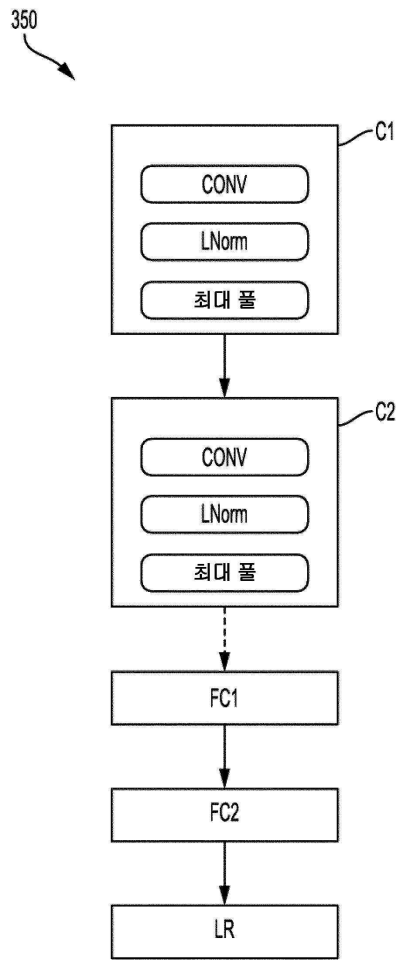 350
C1
CONV
LNorm
최대 풀
C2
CONV
LNorm
최대 풀
FC1
FC2
LR